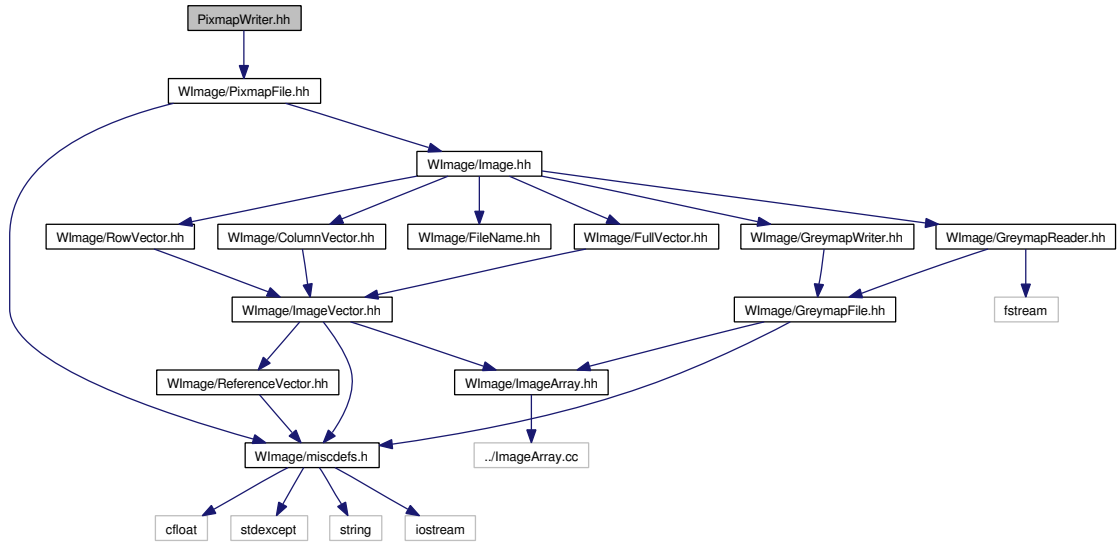 PixmapWriter.hh
WImage/PixmapFile.hh
WImage/Image.hh
WImage/RowVector.hh
WImage/ColumnVector.hh
WImage/FileName.hh
WImage/FullVector.hh
WImage/GreymapWriter.hh
WImage/GreymapReader.hh
WImage/ImageVector.hh
WImage/GreymapFile.hh
fstream
WImage/ReferenceVector.hh
WImage/ImageArray.hh
WImage/miscdefs.h
../ImageArray.cc
cfloat
stdexcept
string
iostream